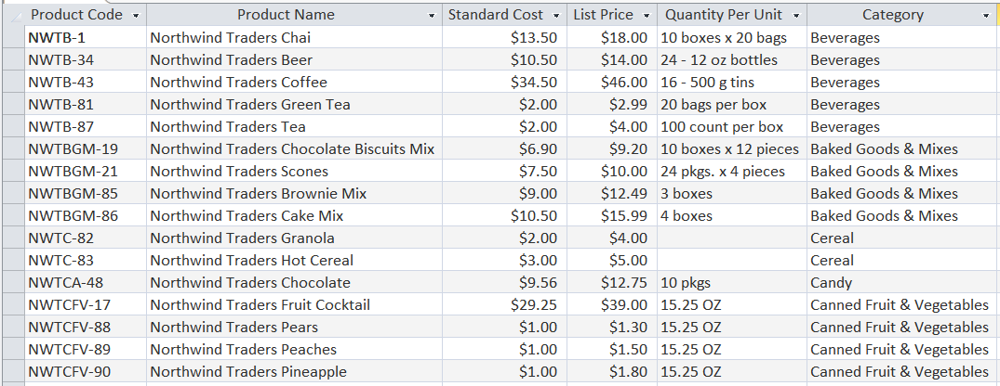 Product Code Product Name Standard Cost List Price Quantity Per Unit Category
NWTB-1 Northwind Traders Chai $13.50 $18.00 10 boxes x 20 bags Beverages
NWTB-34 Northwind Traders Beer $10.50 $14.00 24 - 12 oz bottles Beverages
NWTB-43 Northwind Traders Coffee $34.50 $46.00 16 - 500 g tins Beverages
NWTB-81 Northwind Traders Green Tea $2.00 $2.99 20 bags per box Beverages
NWTB-87 Northwind Traders Tea $2.00 $4.00 100 count per box Beverages
NWTBGM-19 Northwind Traders Chocolate Biscuits Mix $6.90 $9.20 10 boxes x 12 pieces Baked Goods & Mixes
NWTBGM-21 Northwind Traders Scones $7.50 $10.00 24 pkgs. x 4 pieces Baked Goods & Mixes
NWTBGM-85 Northwind Traders Brownie Mix $9.00 $12.49 3 boxes Baked Goods & Mixes
NWTBGM-86 Northwind Traders Cake Mix $10.50 $15.99 4 boxes Baked Goods & Mixes
NWTC-82 Northwind Traders Granola $2.00 $4.00 Cereal
NWTC-83 Northwind Traders Hot Cereal $3.00 $5.00 Cereal
NWTCA-48 Northwind Traders Chocolate $9.56 $12.75 10 pkgs Candy
NWTCFV-17 Northwind Traders Fruit Cocktail $29.25 $39.00 15.25 OZ Canned Fruit & Vegetables
NWTCFV-88 Northwind Traders Pears $1.00 $1.30 15.25 OZ Canned Fruit & Vegetables
NWTCFV-89 Northwind Traders Peaches $1.00 $1.50 15.25 OZ Canned Fruit & Vegetables
NWTCFV-90 Northwind Traders Pineapple $1.00 $1.80 15.25 OZ Canned Fruit & Vegetables